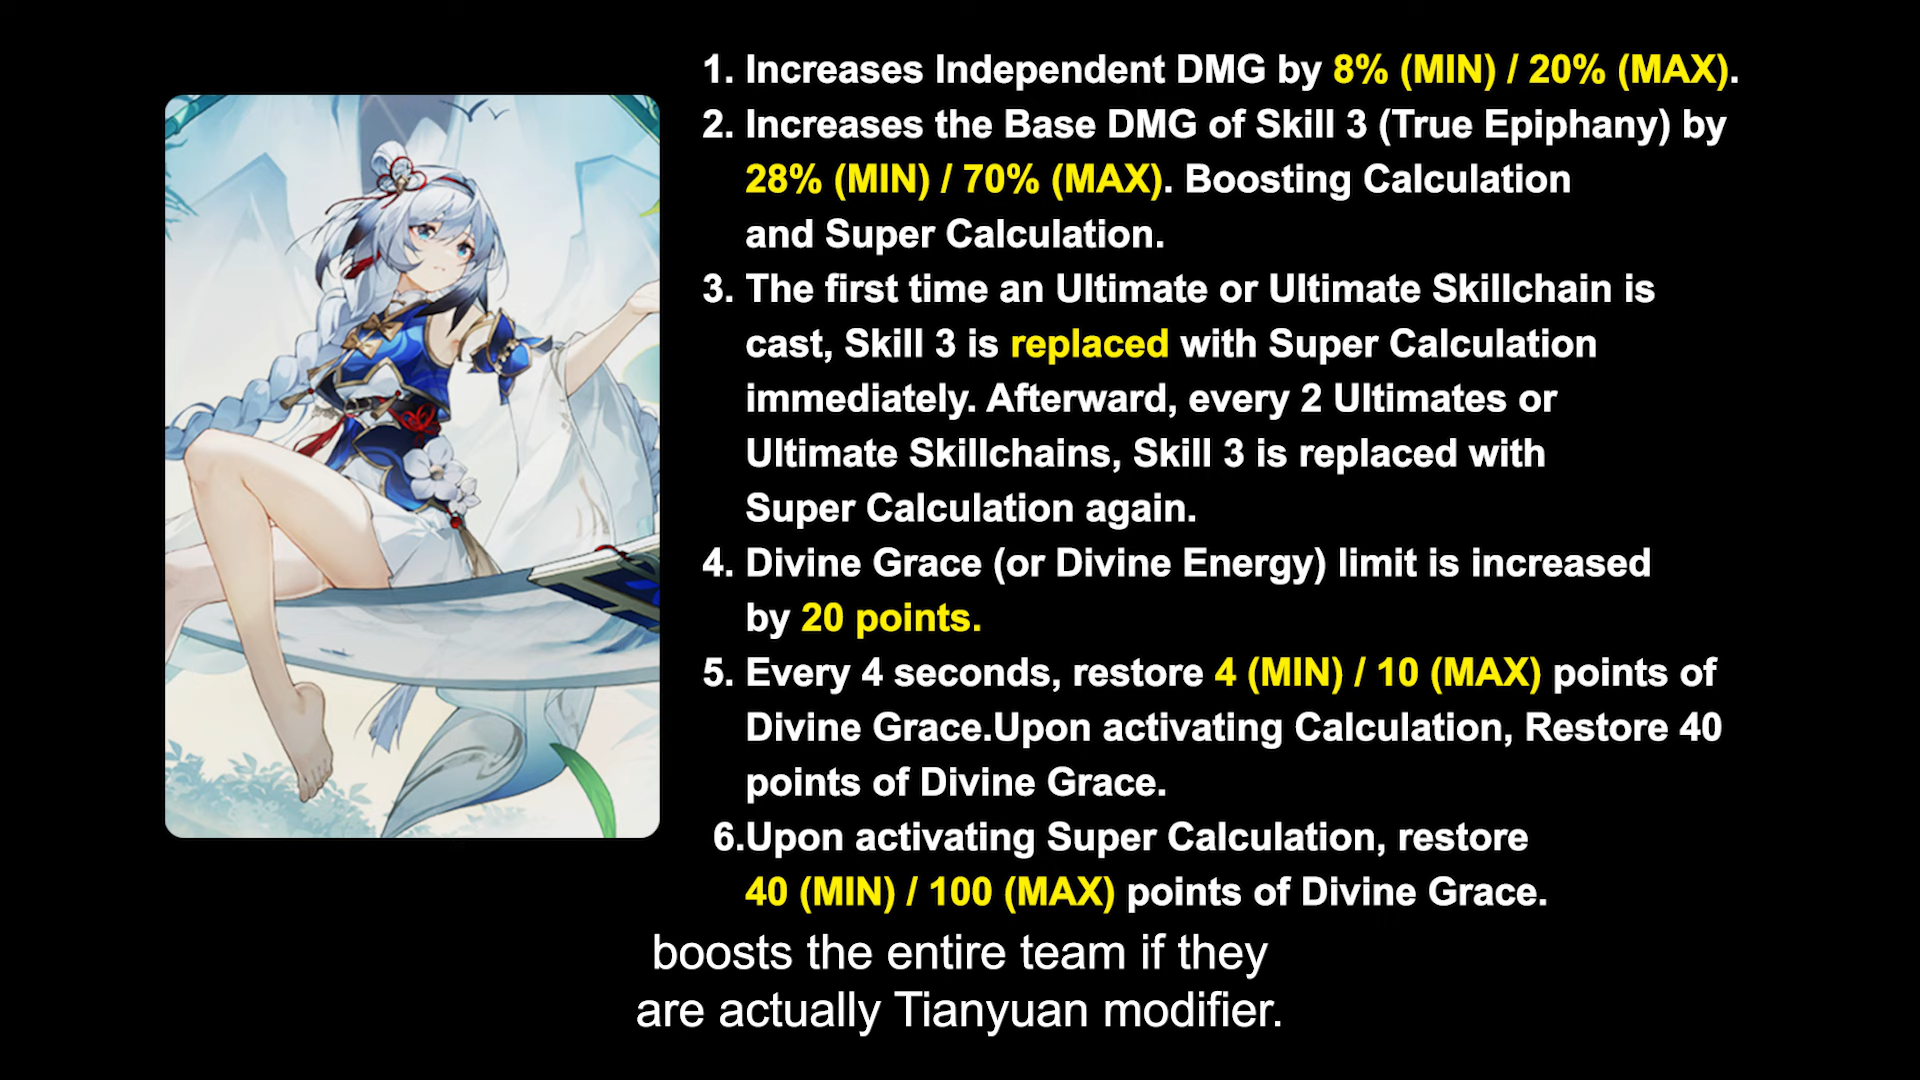 1. Increases Independent DMG by 8% (MIN) / 20% (MAX).
2. Increases the Base DMG of Skill 3 (True Epiphany) by
28% (MIN) / 70% (MAX). Boosting Calculation
and Super Calculation.
3. The first time an Ultimate or Ultimate Skillchain is
cast, Skill 3 is replaced with Super Calculation
immediately. Afterward, every 2 Ultimates or
Ultimate Skillchains, Skill 3 is replaced with
Super Calculation again.
4. Divine Grace (or Divine Energy) limit is increased
by 20 points.
5. Every 4 seconds, restore 4 (MIN) / 10 (MAX) points of
Divine Grace.Upon activating Calculation, Restore 40
points of Divine Grace.
6.Upon activating Super Calculation, restore
40 (MIN) / 100 (MAX) points of Divine Grace.
boosts the entire team if they
are actually Tianyuan modifier.